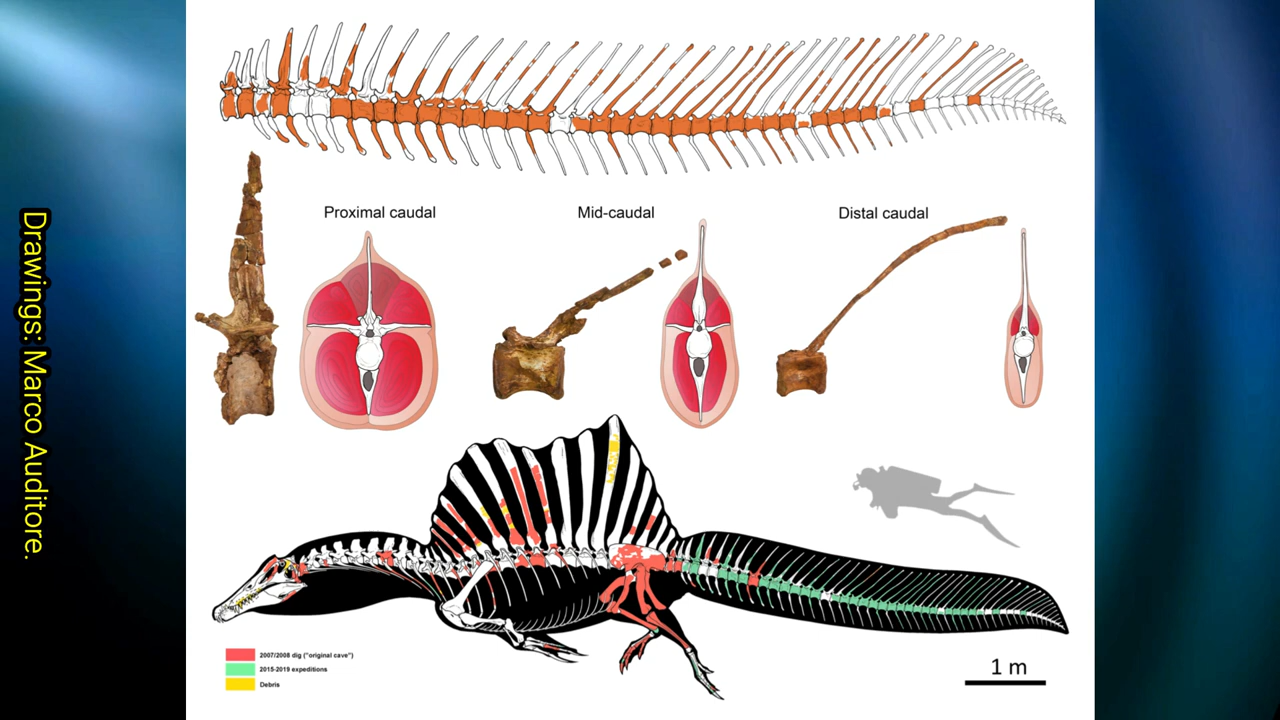 Drawings: Marco Auditore.
Proximal caudal
Mid-caudal
Distal caudal
2007/2008 dig ("original cave")
2015-2019 expeditions
Debris
1 m